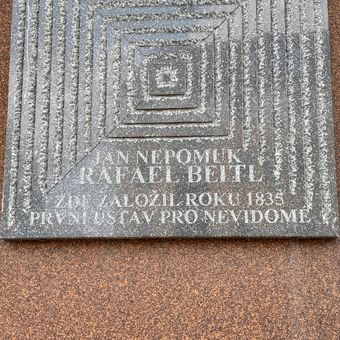 JAN NEPOMUK
RAFAEL BEITL
ZDE ZALOŽIL ROKU 1835
PRVNÍ ÚSTAV PRO NEVIDOMÉ